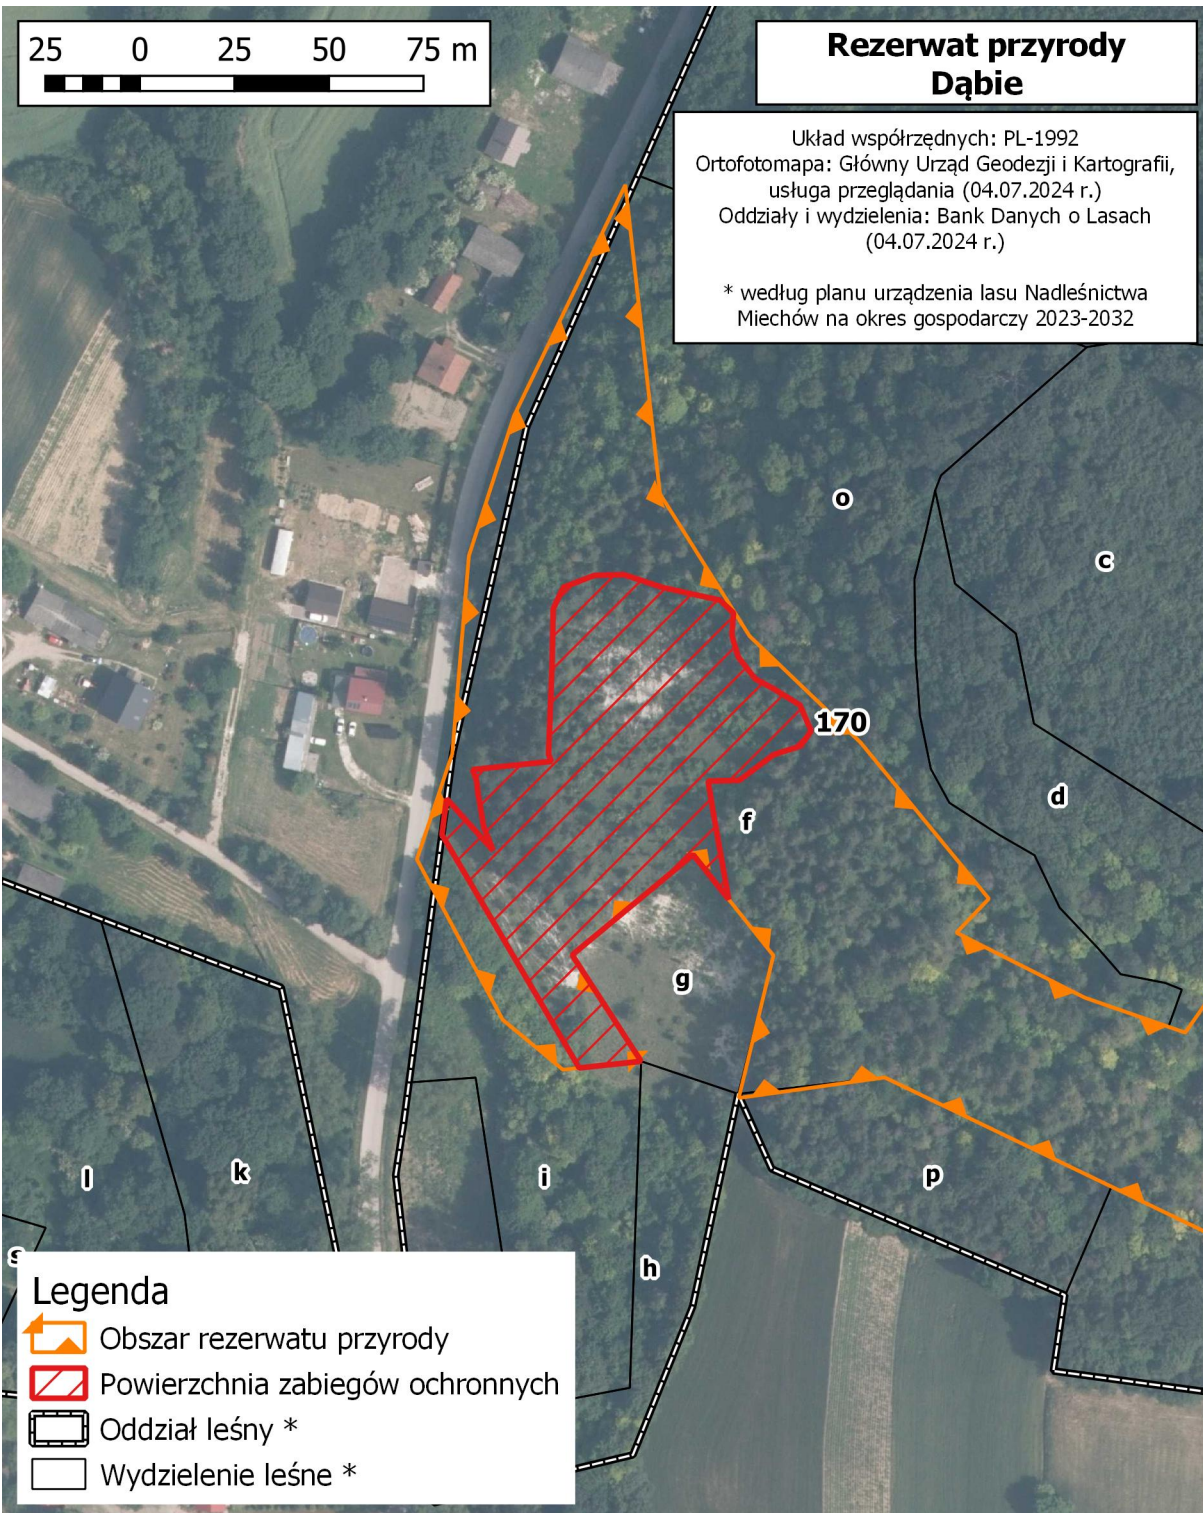 25 0 25 50 75 m
Rezerwat przyrody
Dąbie
Układ współrzędnych: PL-1992
Ortofotomapa: Główny Urząd Geodezji i Kartografii,
usługa przeglądania (04.07.2024 r.)
Oddziały i wydzielenia: Bank Danych o Lasach
(04.07.2024 r.)
* według planu urządzenia lasu Nadleśnictwa
Miechów na okres gospodarczy 2023-2032
o
c
170
d
f
g
l
k
i
p
s
h
Legenda
Obszar rezerwatu przyrody
Powierzchnia zabiegów ochronnych
Oddział leśny *
Wydzielenie leśne *